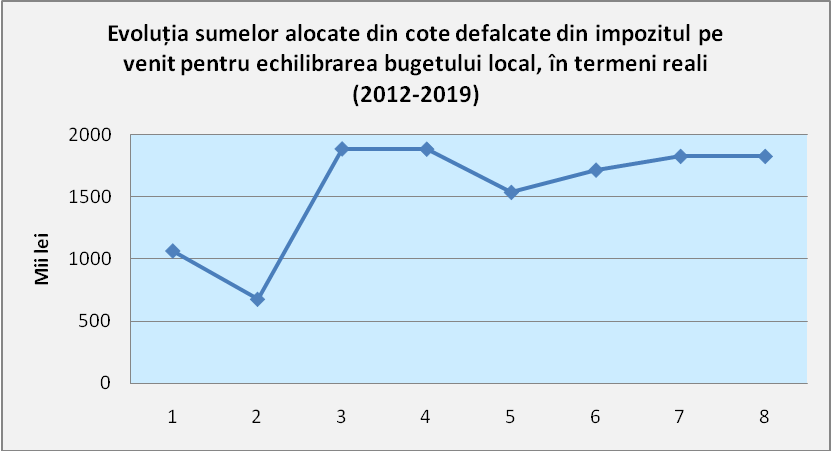 Evoluția sumelor alocate din cote defalcate din impozitul pe
venit pentru echilibrarea bugetului local, în termeni reali
(2012-2019)
Mii lei
2000
1500
1000
500
0
1 2 3 4 5 6 7 8